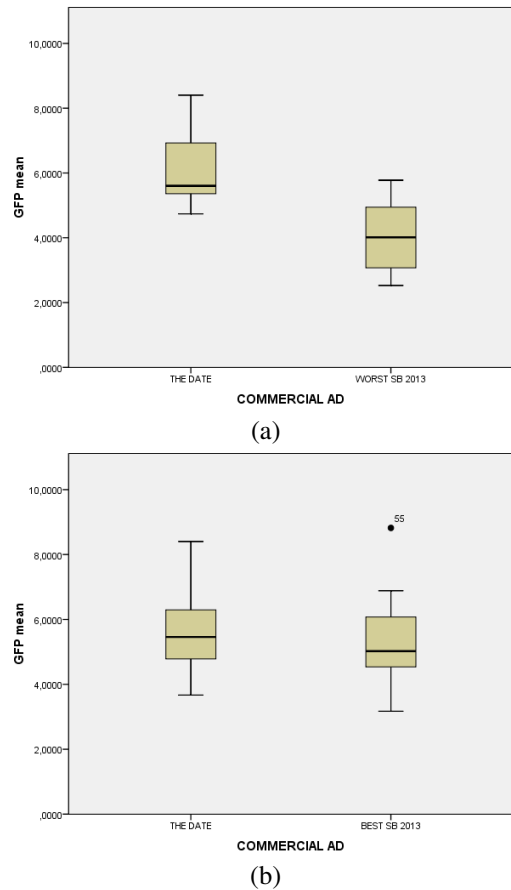 10,0000
8,0000
6,0000
4,0000
2,0000
,0000
GFP mean
THE DATE WORST SB 2013
COMMERCIAL AD
(a)
10,0000
55
8,0000
6,0000
4,0000
2,0000
,0000
GFP mean
THE DATE BEST SB 2013
COMMERCIAL AD
(b)